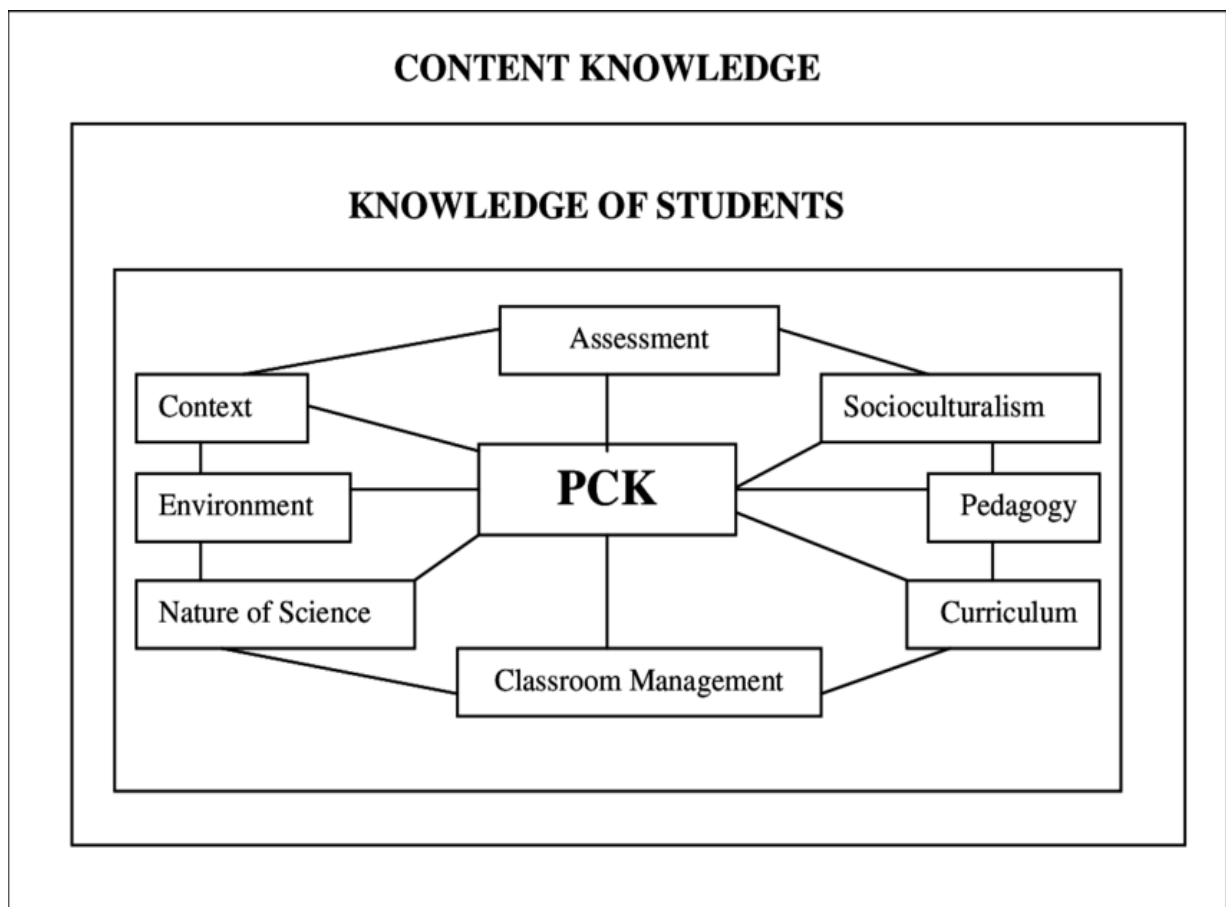 CONTENT KNOWLEDGE
KNOWLEDGE OF STUDENTS
Assessment
Context
Socioculturalism
PCK
Environment
Pedagogy
Nature of Science
Curriculum
Classroom Management